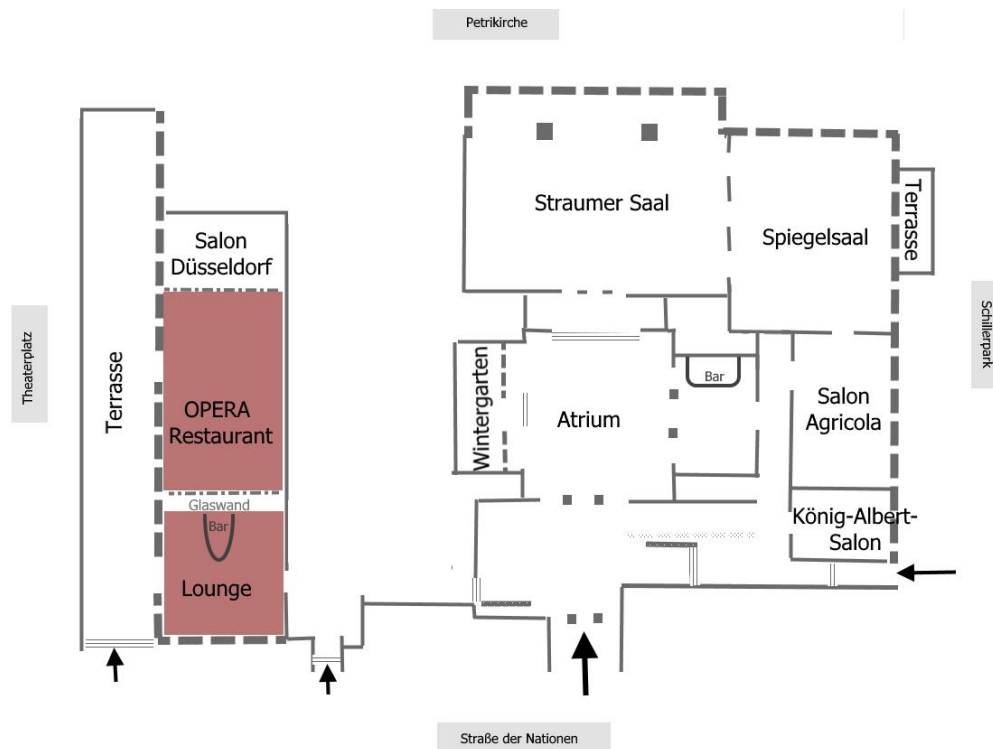 Petrikirche
Terrasse
Salon
Düsseldorf
OPERA
Restaurant
Glaswand
Bar
Lounge
Theaterplatz
Straumer Saal
Spiegelsaal
Terrasse
Schillerpark
Wintergarten
Atrium
Bar
Salon
Agricola
König-Albert-
Salon
Straße der Nationen